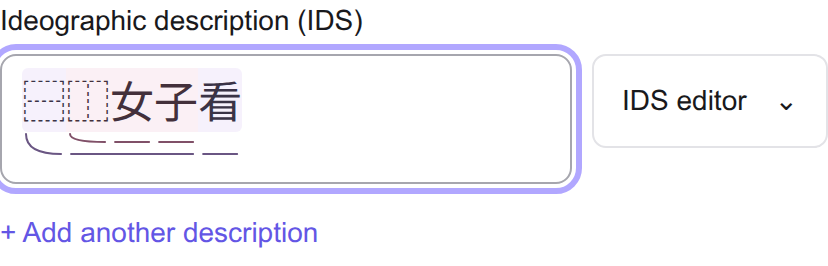 Ideographic description (IDS)
⿱⿰女子看
IDS editor
+ Add another description